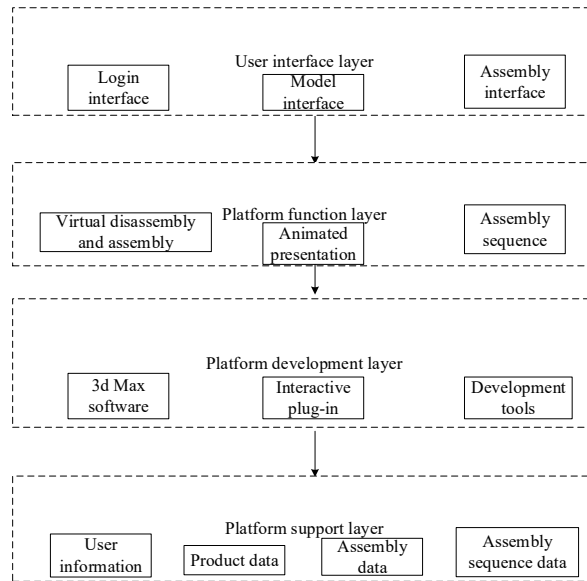 User interface layer
Login
interface
Model
interface
Assembly
interface
Platform function layer
Virtual disassembly
and assembly
Animated
presentation
Assembly
sequence
Platform development layer
3d Max
software
Interactive
plug-in
Development
tools
Platform support layer
User
information
Product data
Assembly
data
Assembly
sequence data